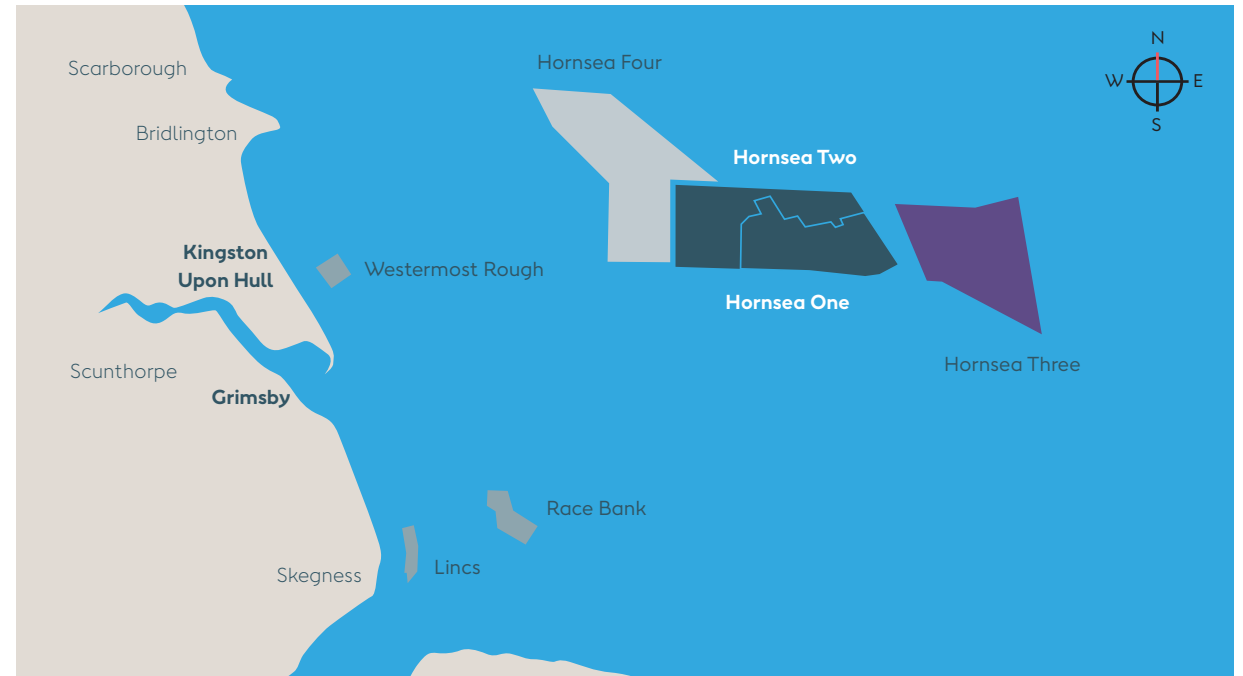 Hornsea Four
N
Scarborough
W
E
S
Bridlington
Hornsea Two
Kingston
Upon Hull
Westermost Rough
Hornsea One
Scunthorpe
Hornsea Three
Grimsby
Race Bank
Lincs
Skegness